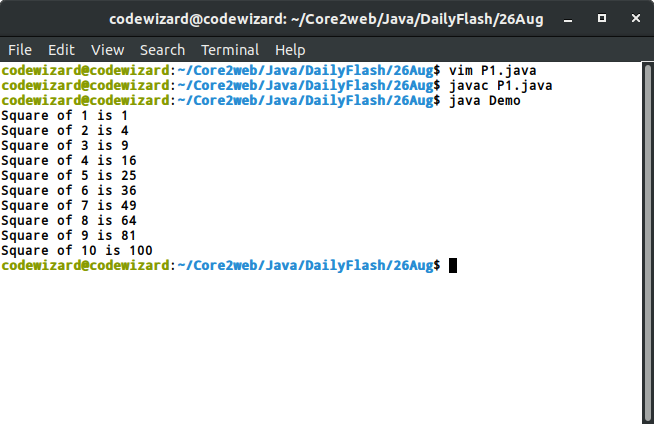 codewizard@codewizard: ~/Core2web/Java/DailyFlash/26Aug
File Edit View Search Terminal Help
codewizard@codewizard:~/Core2web/Java/DailyFlash/26Aug$ vim P1.java
codewizard@codewizard:~/Core2web/Java/DailyFlash/26Aug$ javac P1.java
codewizard@codewizard:~/Core2web/Java/DailyFlash/26Aug$ java Demo
Square of 1 is 1
Square of 2 is 4
Square of 3 is 9
Square of 4 is 16
Square of 5 is 25
Square of 6 is 36
Square of 7 is 49
Square of 8 is 64
Square of 9 is 81
Square of 10 is 100
codewizard@codewizard:~/Core2web/Java/DailyFlash/26Aug$